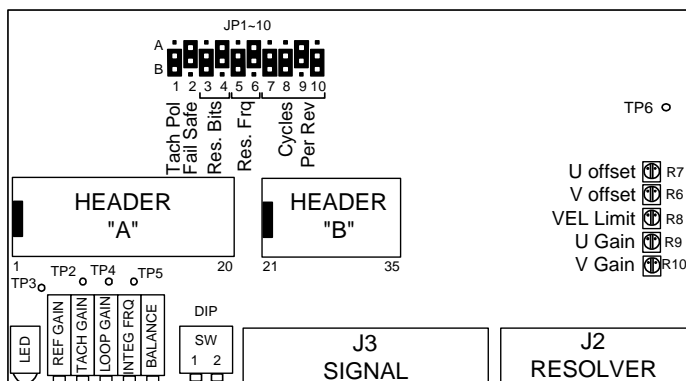 JP1~10
A
B
1 2 3 4 5 6 7 8 9 10
Tach Pol
Fail Safe
Res. Bits
Res. Frq
Cycles
Per Rev
TP6
U offset R7
V offset R6
VEL Limit R8
U Gain R9
V Gain R10
HEADER
"A"
1 20
HEADER
"B"
21 35
TP3 TP2 TP4 TP5
LED
REF GAIN
TACH GAIN
LOOP GAIN
INTEG FRQ
BALANCE
DIP
SW
1 2
J3
SIGNAL
J2
RESOLVER